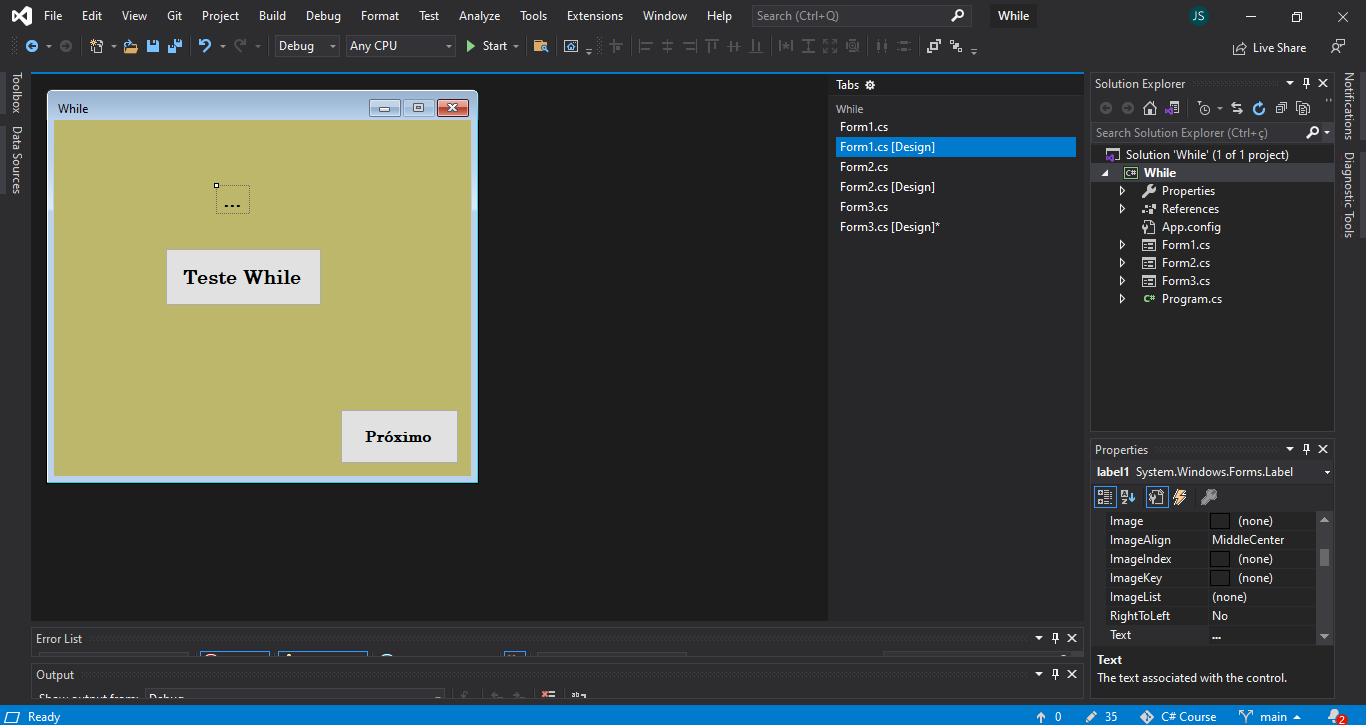 File Edit View Git Project Build Debug Format Test Analyze Tools Extensions Window Help Search (Ctrl+Q) While JS
Debug Any CPU Start Live Share
Toolbox
Data Sources
While
...
Teste While
Próximo
Tabs
While
Form1.cs
Form1.cs [Design]
Form2.cs
Form2.cs [Design]
Form3.cs
Form3.cs [Design]*
Solution Explorer
Search Solution Explorer (Ctrl+ç)
Solution 'While' (1 of 1 project)
C# While
Properties
References
App.config
Form1.cs
Form2.cs
Form3.cs
C# Program.cs
Notifications
Diagnostic Tools
Properties
label1 System.Windows.Forms.Label
Image (none)
ImageAlign MiddleCenter
ImageIndex (none)
ImageKey (none)
ImageList (none)
RightToLeft No
Text ...
Text
The text associated with the control.
Error List
Output
Show output from: Debug
Ready 0 35 C# Course main 2